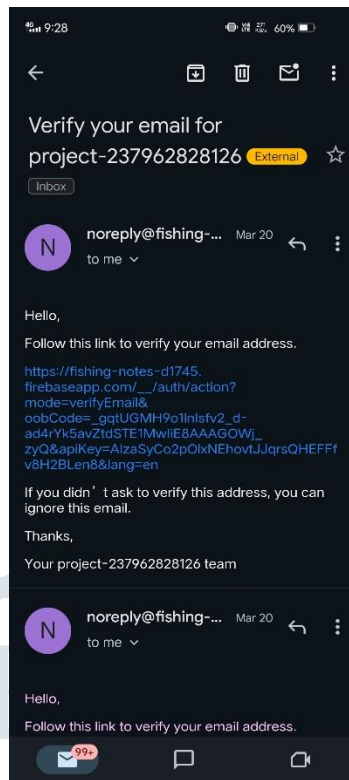 9:28
60%
Verify your email for
project-237962828126 External
Inbox
N
noreply@fishing-... Mar 20
to me
Hello,
Follow this link to verify your email address.
https://fishing-notes-d1745.
firebaseapp.com/__/auth/action?
mode=verifyEmail&
oobCode=_gqtUGMH9o1lnlsfv2_d-
ad4rYk5avZtdSTE1MwliE8AAAGOWj_
zyQ&apiKey=AIzaSyCo2pOlxNEhovtJJqrsQHEFFf
v8H2BLen8&lang=en
If you didn’t ask to verify this address, you can
ignore this email.
Thanks,
Your project-237962828126 team
N
noreply@fishing-... Mar 20
to me
Hello,
Follow this link to verify your email address.
99+